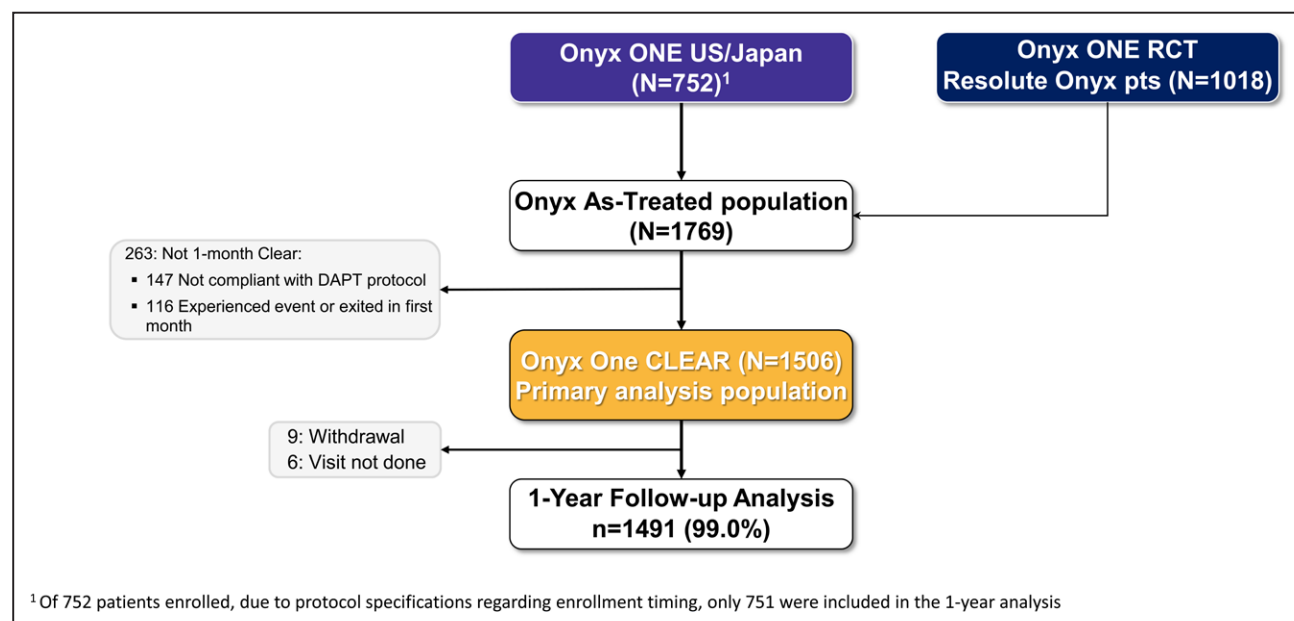 Onyx ONE US/Japan
(N=752)¹
Onyx ONE RCT
Resolute Onyx pts (N=1018)
Onyx As-Treated population
(N=1769)
263: Not 1-month Clear:
▪ 147 Not compliant with DAPT protocol
▪ 116 Experienced event or exited in first
month
Onyx One CLEAR (N=1506)
Primary analysis population
9: Withdrawal
6: Visit not done
1-Year Follow-up Analysis
n=1491 (99.0%)
¹ Of 752 patients enrolled, due to protocol specifications regarding enrollment timing, only 751 were included in the 1-year analysis